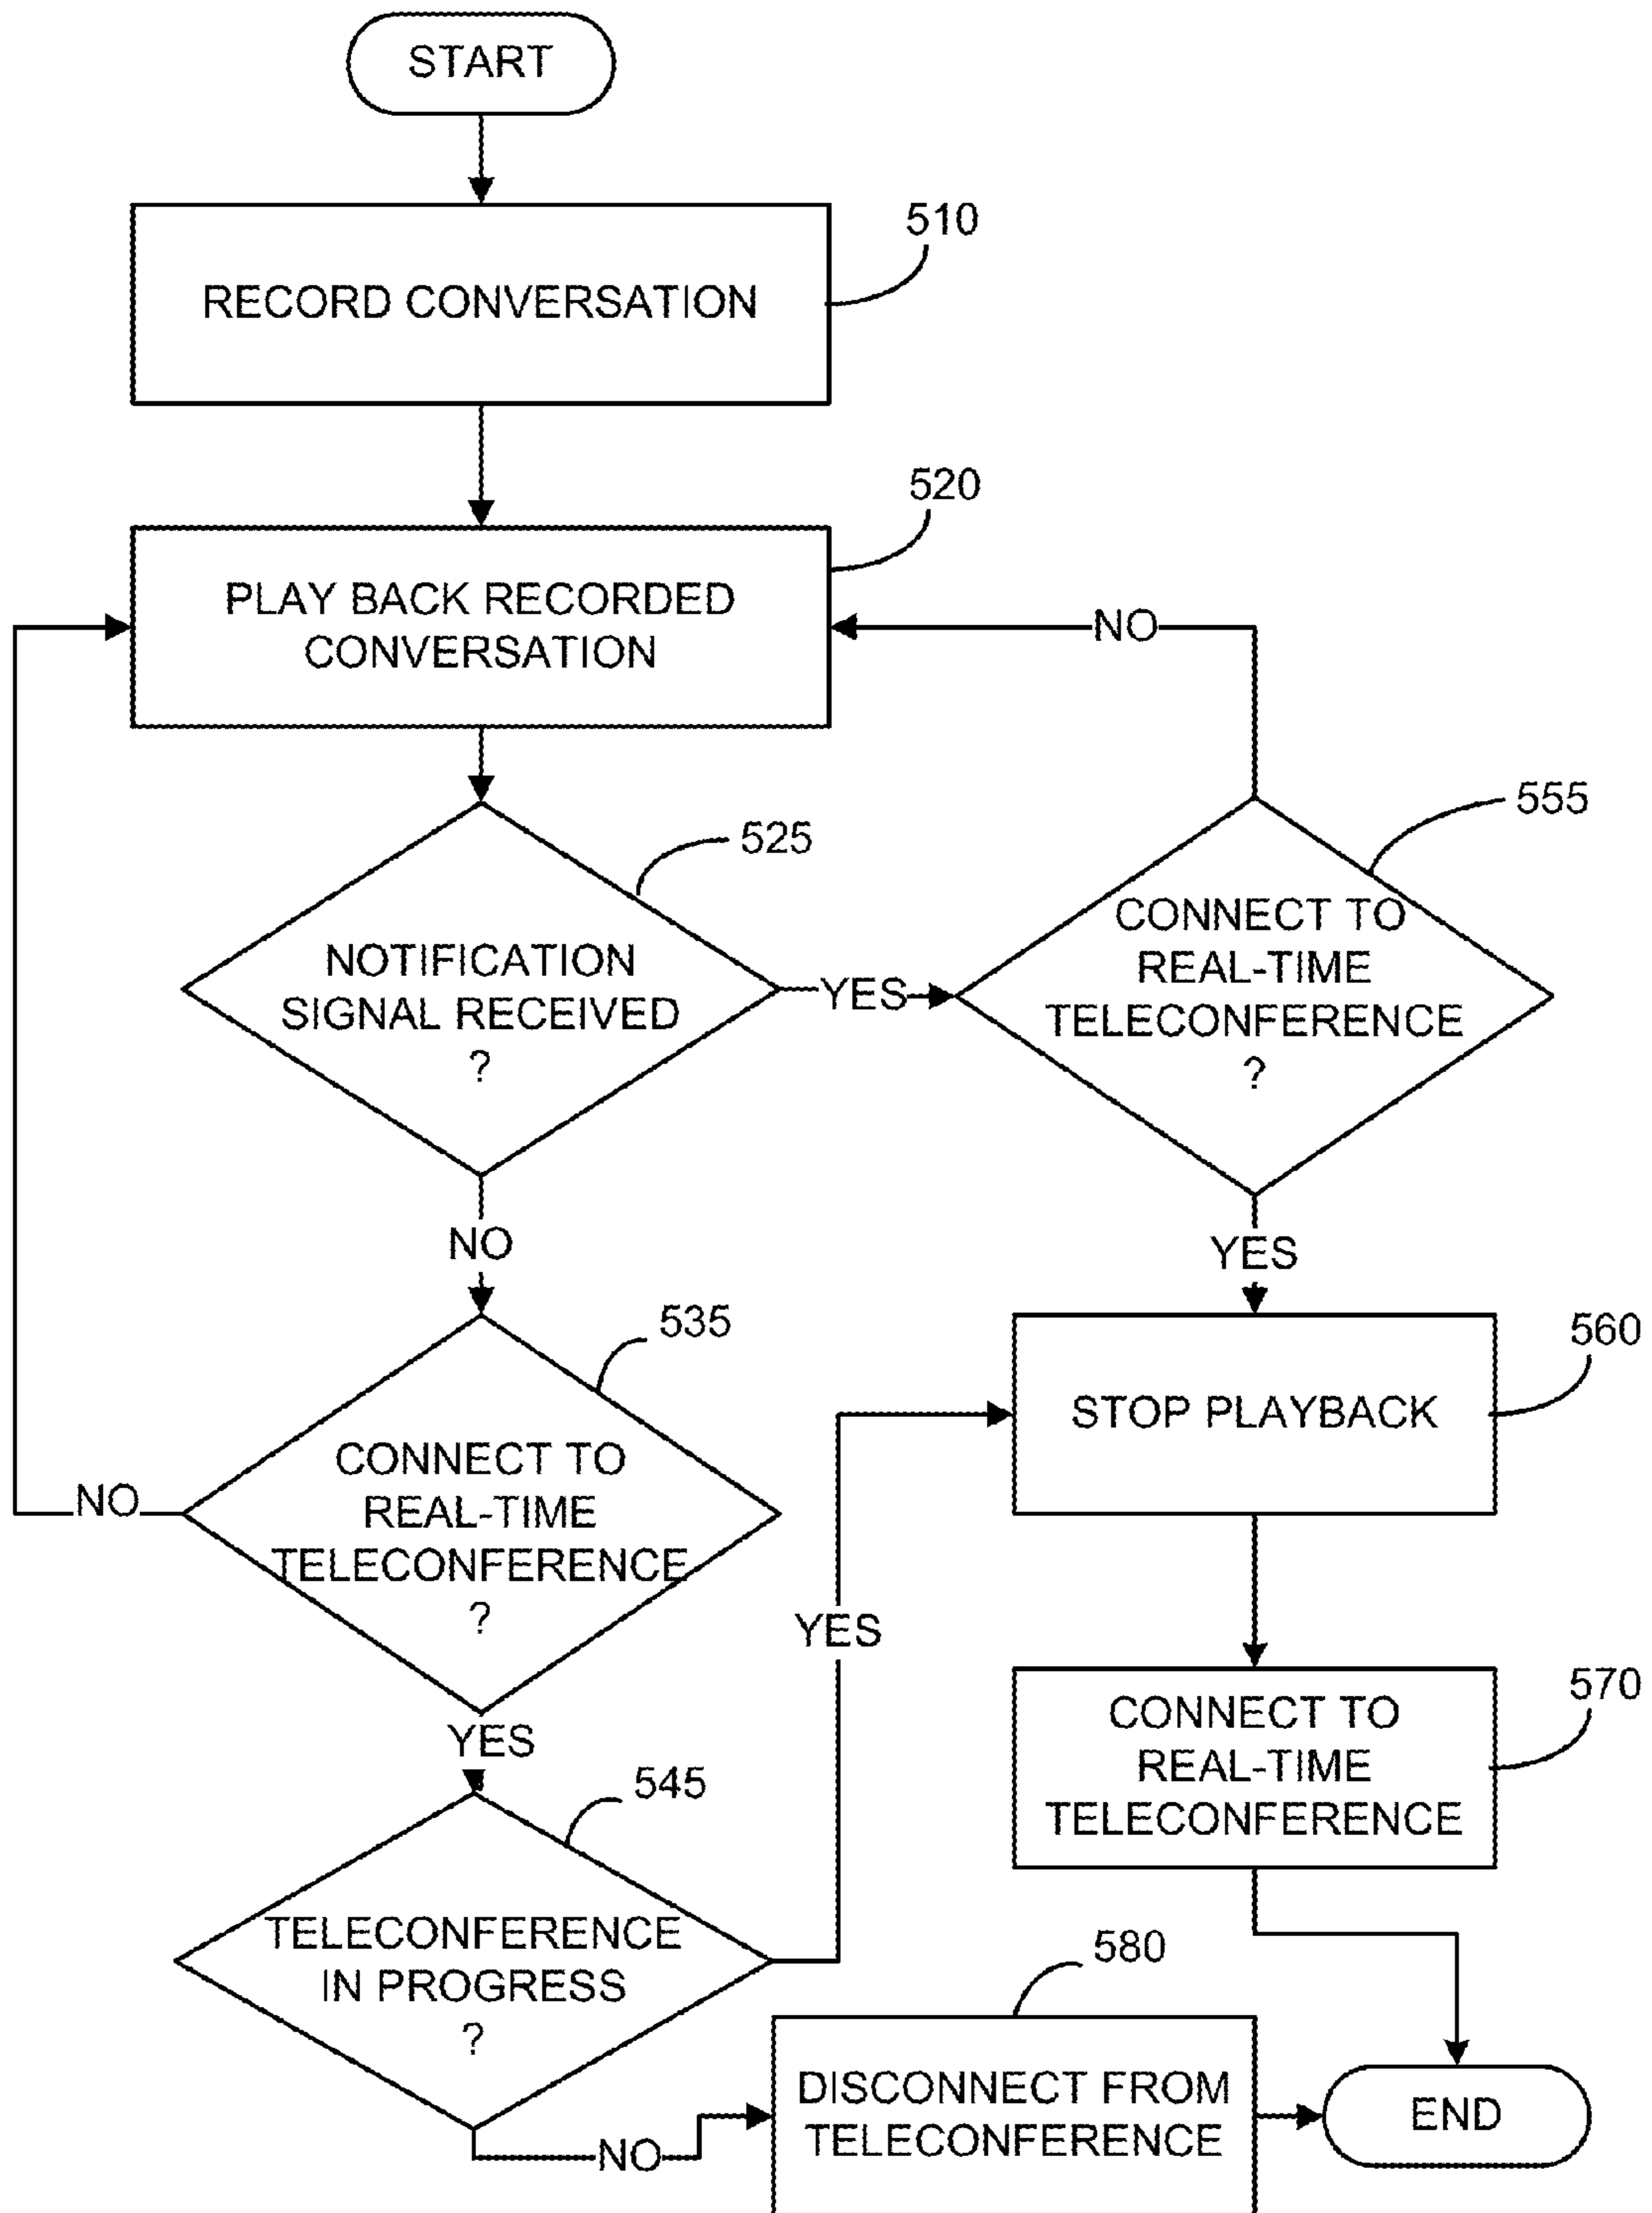 START
510
RECORD CONVERSATION
520
PLAY BACK RECORDED
CONVERSATION
NO
525
555
NOTIFICATION
SIGNAL RECEIVED
?
YES
CONNECT TO
REAL-TIME
TELECONFERENCE
?
NO
YES
535
560
CONNECT TO
REAL-TIME
TELECONFERENCE
?
NO
STOP PLAYBACK
YES
YES
570
CONNECT TO
REAL-TIME
TELECONFERENCE
545
TELECONFERENCE
IN PROGRESS
?
580
NO
DISCONNECT FROM
TELECONFERENCE
END